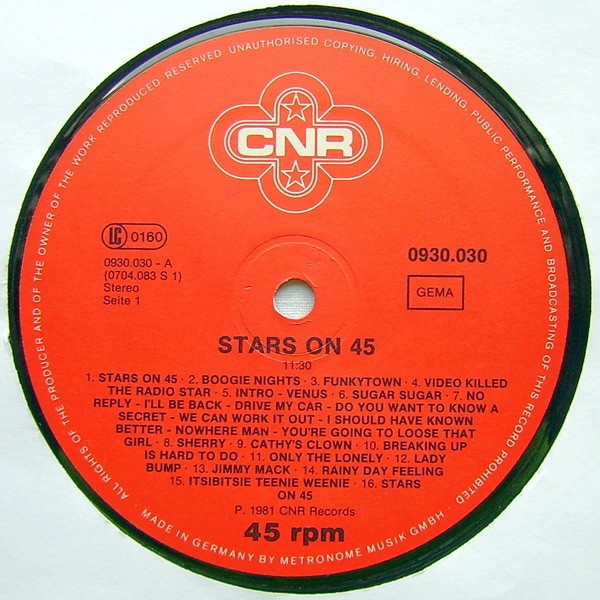 ALL RIGHTS OF THE PRODUCER AND OF THE OWNER OF THE WORK REPRODUCED RESERVED UNAUTHORISED COPYING, HIRING, LENDING, PUBLIC PERFORMANCE AND BROADCASTING OF THIS RECORD PROHIBITED
CNR
LC 0160
0930.030 - A
(0704.083 S 1)
Stereo
Seite 1
0930.030
GEMA
STARS ON 45
11:30
1. STARS ON 45 · 2. BOOGIE NIGHTS · 3. FUNKYTOWN · 4. VIDEO KILLED
THE RADIO STAR · 5. INTRO - VENUS · 6. SUGAR SUGAR · 7. NO
REPLY - I'LL BE BACK - DRIVE MY CAR - DO YOU WANT TO KNOW A
SECRET - WE CAN WORK IT OUT - I SHOULD HAVE KNOWN
BETTER - NOWHERE MAN - YOU'RE GOING TO LOOSE THAT
GIRL · 8. SHERRY · 9. CATHY'S CLOWN · 10. BREAKING UP
IS HARD TO DO · 11. ONLY THE LONELY · 12. LADY
BUMP · 13. JIMMY MACK · 14. RAINY DAY FEELING
15. ITSIBITSIE TEENIE WEENIE · 16. STARS
ON 45
P. 1981 CNR Records
45 rpm
· MADE IN GERMANY BY METRONOME MUSIK GMBH ·